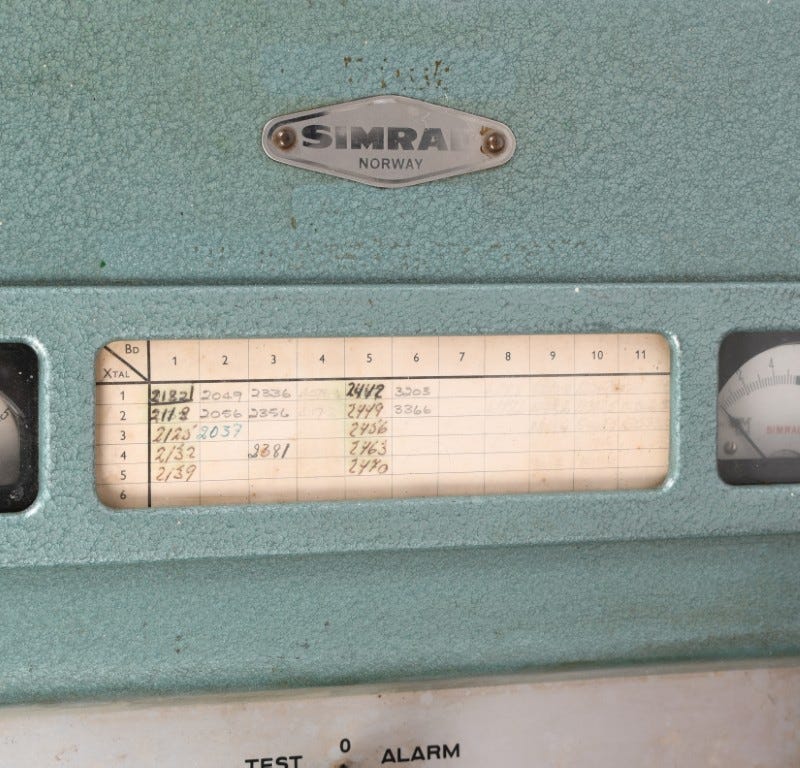 SIMRAD
NORWAY
BD 1 2 3 4 5 6 7 8 9 10 11
XTAL
1 2182 2049 2336 2442 3203
2 2118 2056 2356 2449 3366
3 2125 2037 2456
4 2132 2381 2463
5 2139 2470
6
SIMRAD
TEST 0 ALARM